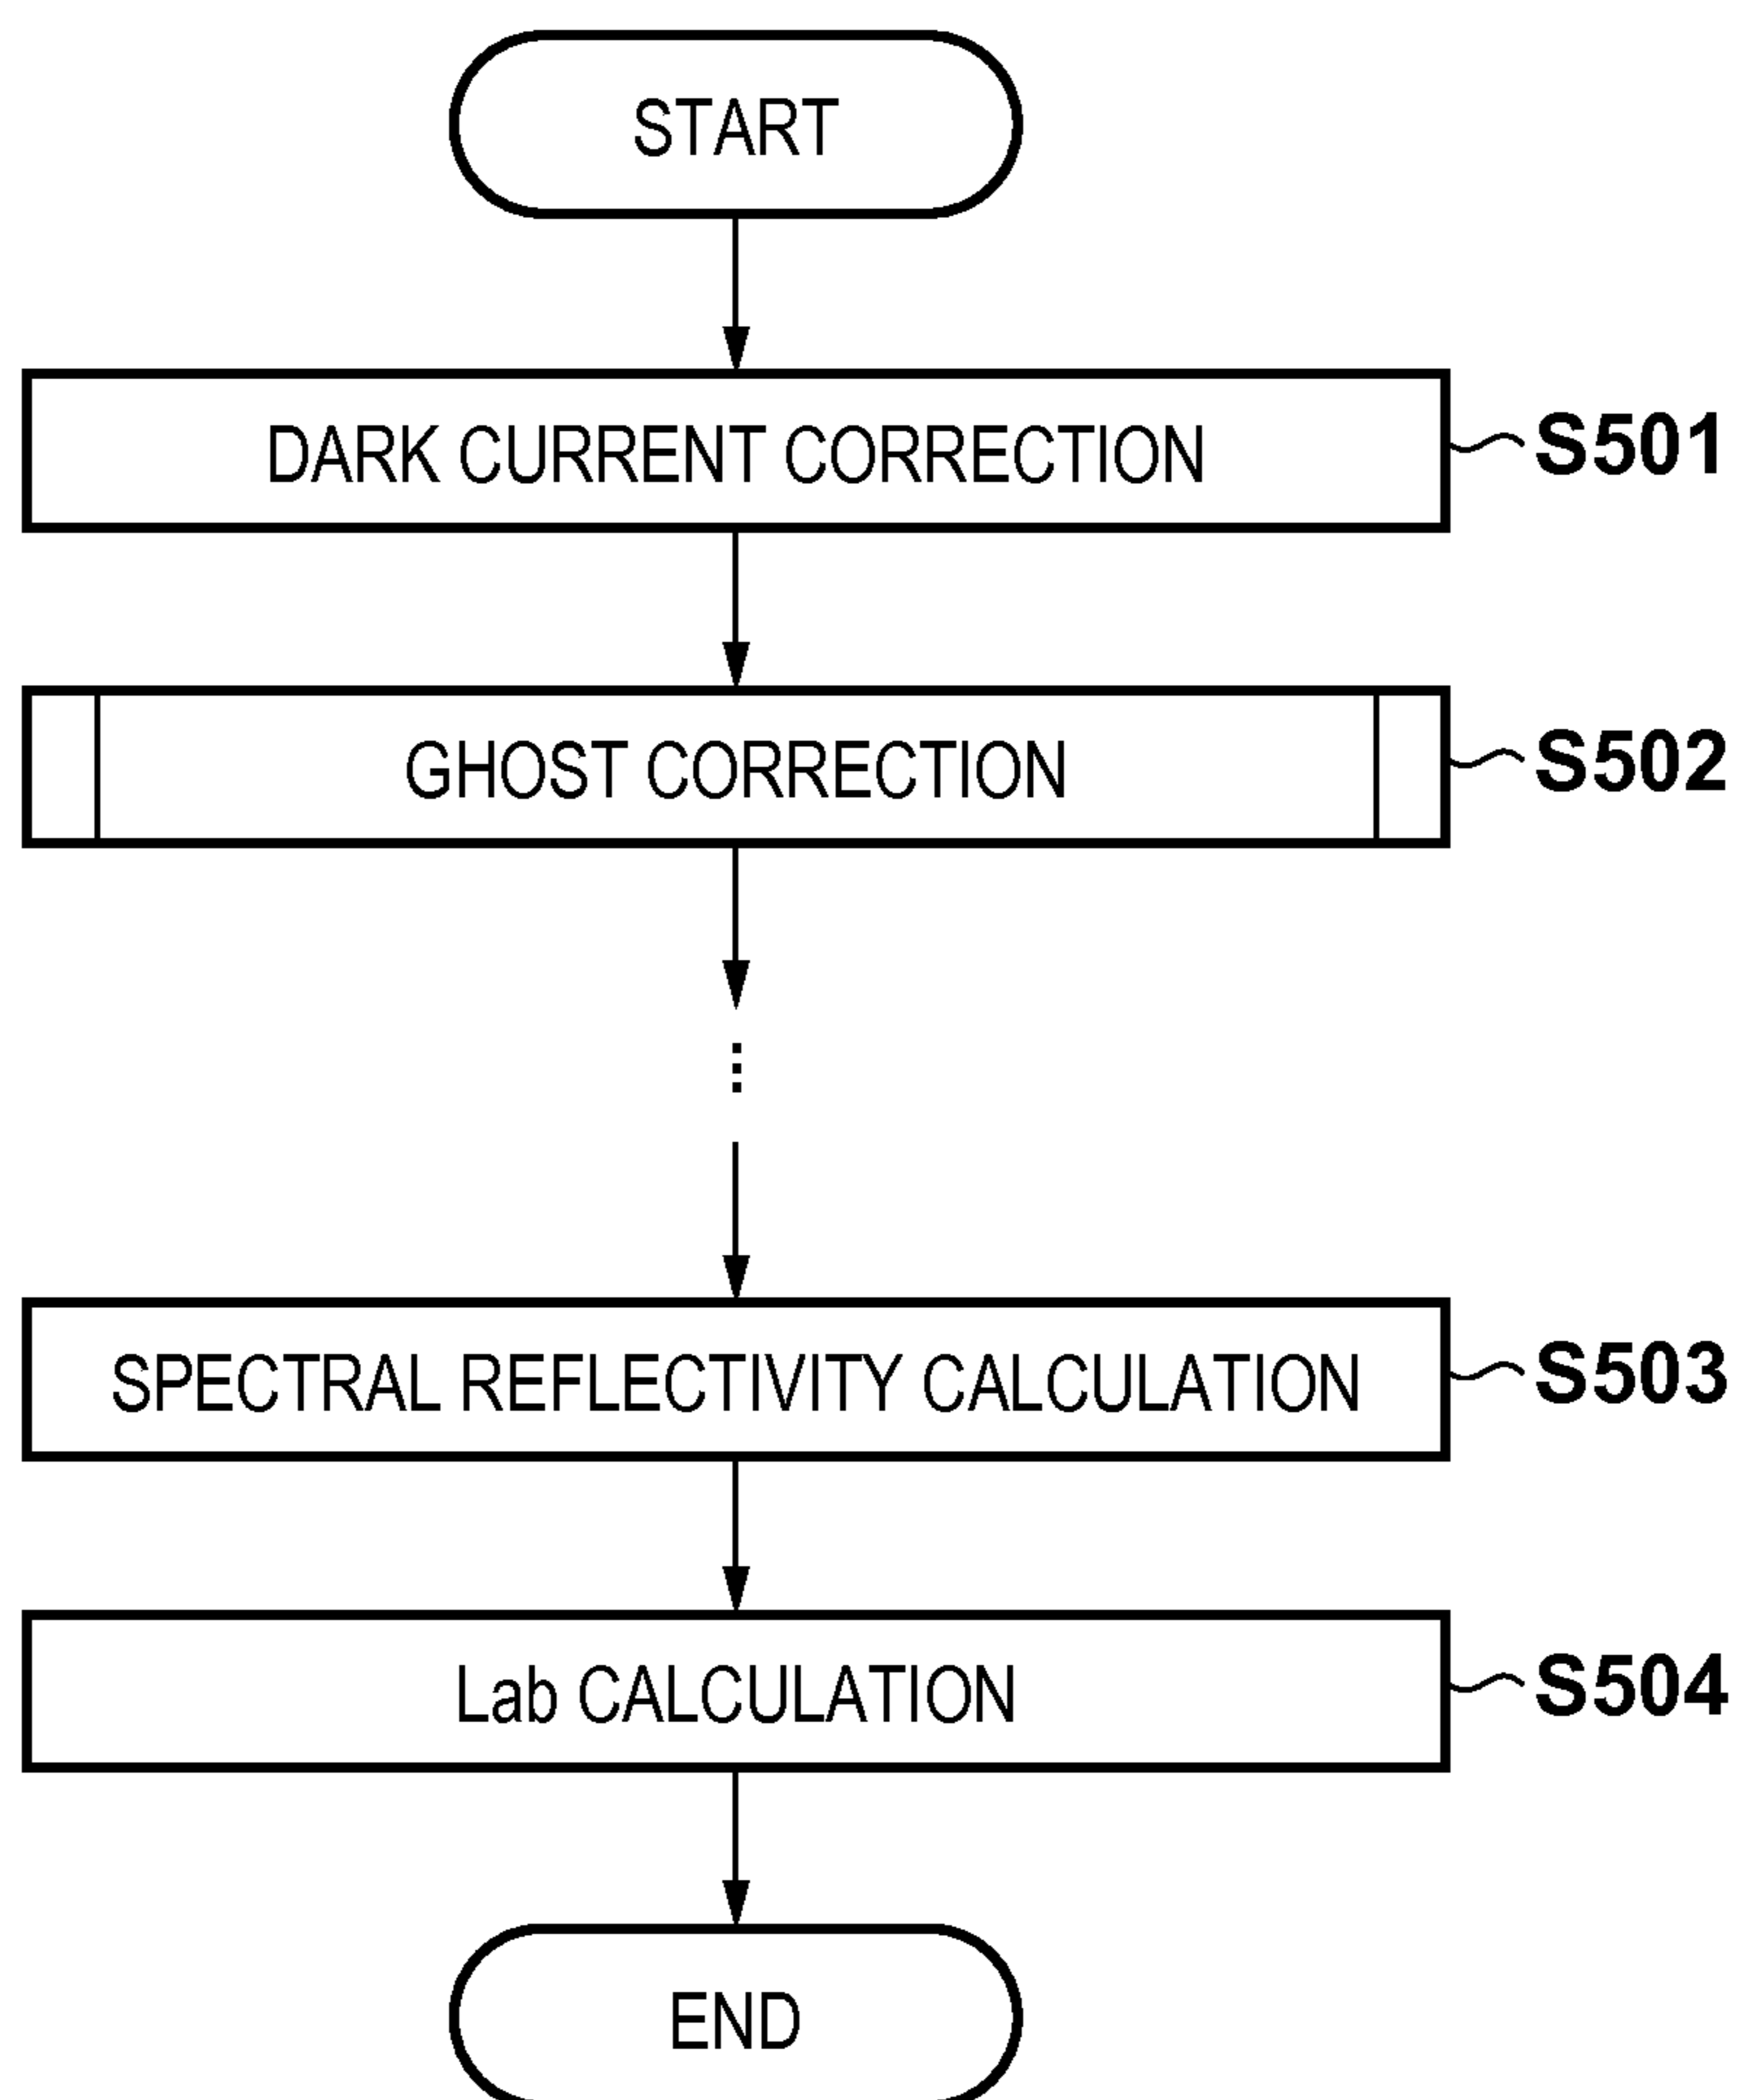 START
DARK CURRENT CORRECTION S501
GHOST CORRECTION S502
SPECTRAL REFLECTIVITY CALCULATION S503
Lab CALCULATION S504
END